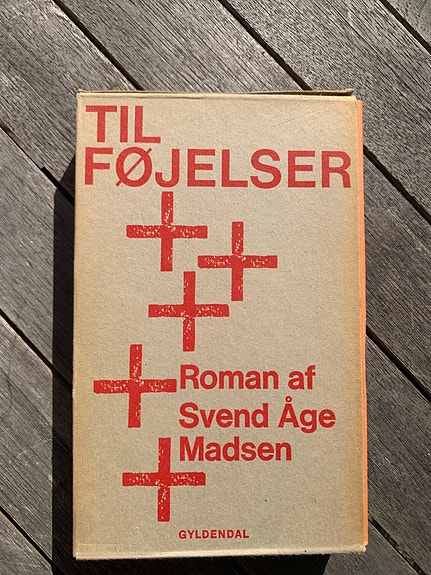 TIL
FØJELSER
Roman af
Svend Åge
Madsen
GYLDENDAL